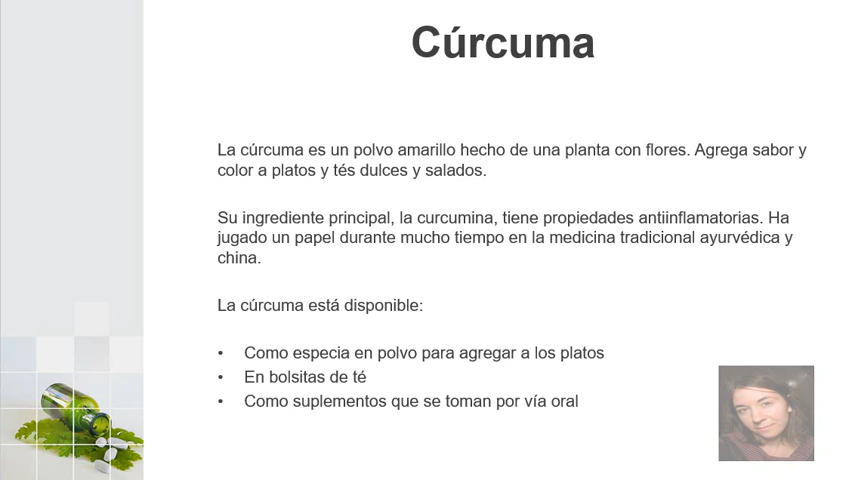 Cúrcuma
La cúrcuma es un polvo amarillo hecho de una planta con flores. Agrega sabor y
color a platos y tés dulces y salados.
Su ingrediente principal, la curcumina, tiene propiedades antiinflamatorias. Ha
jugado un papel durante mucho tiempo en la medicina tradicional ayurvédica y
china.
La cúrcuma está disponible:
• Como especia en polvo para agregar a los platos
• En bolsitas de té
• Como suplementos que se toman por vía oral